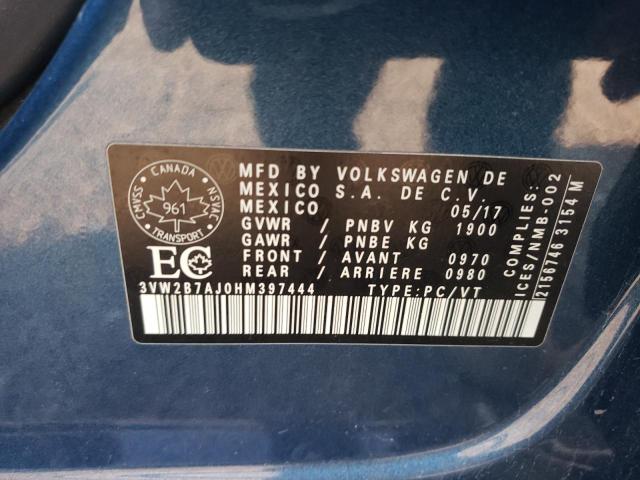 CANADA
CMVSS
NSVAC
961
TRANSPORT
EC
MFD BY VOLKSWAGEN DE
MEXICO S.A. DE C.V.
MEXICO 05/17
GVWR / PNBV KG 1900
GAWR / PNBE KG
FRONT / AVANT 0970
REAR / ARRIERE 0980
3VW2B7AJ0HM397444 TYPE:PC/VT
COMPLIES:
ICES/NMB-002
2156746 3154 M